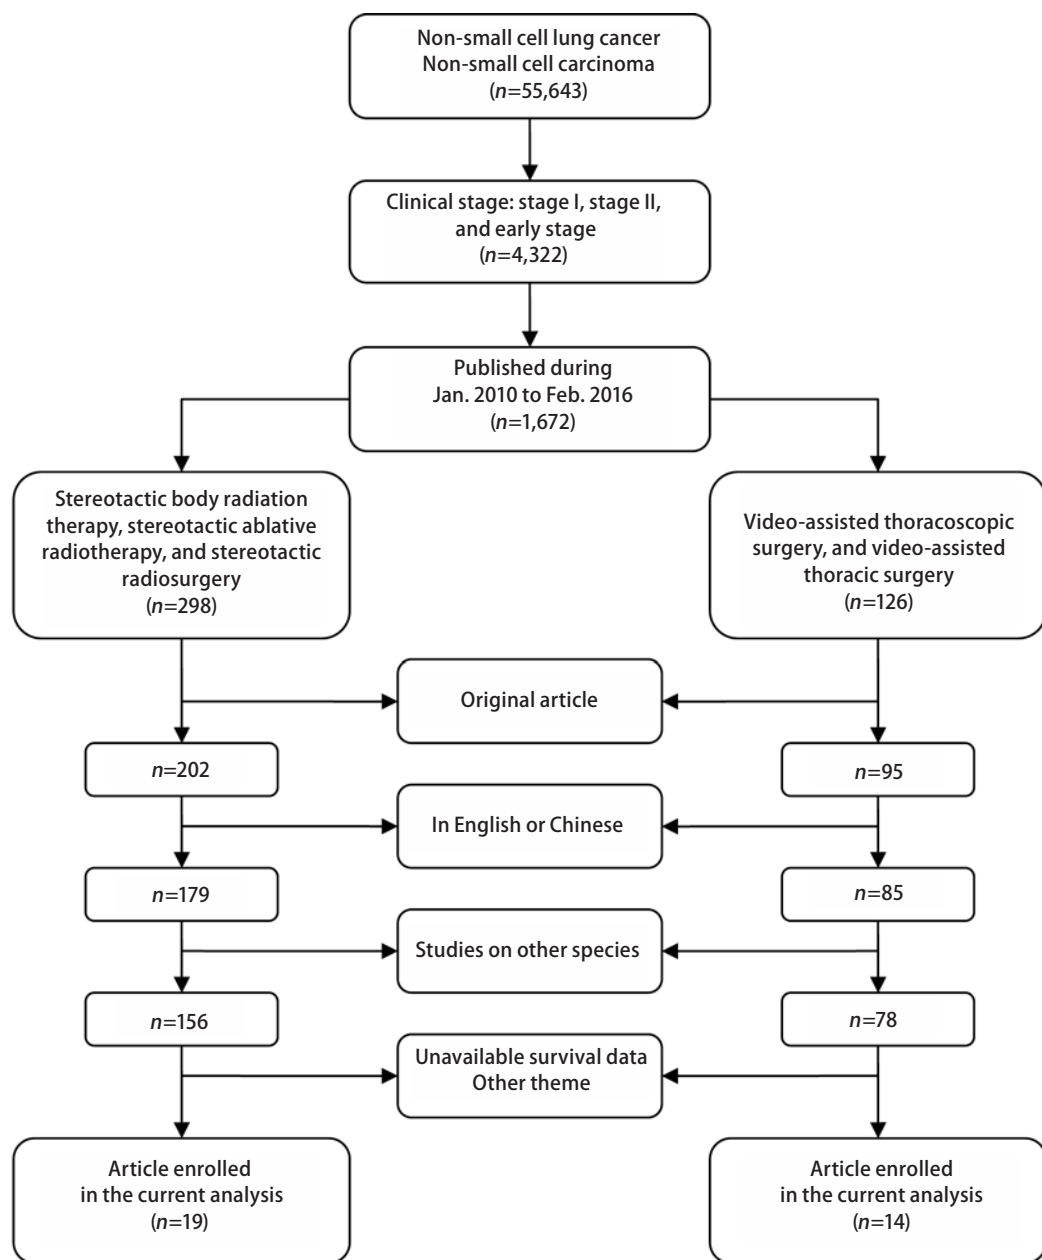 Non-small cell lung cancer
Non-small cell carcinoma
(n=55,643)
Clinical stage: stage I, stage II,
and early stage
(n=4,322)
Published during
Jan. 2010 to Feb. 2016
(n=1,672)
Stereotactic body radiation
therapy, stereotactic ablative
radiotherapy, and stereotactic
radiosurgery
(n=298)
Video-assisted thoracoscopic
surgery, and video-assisted
thoracic surgery
(n=126)
Original article
n=202
n=95
In English or Chinese
n=179
n=85
Studies on other species
n=156
n=78
Unavailable survival data
Other theme
Article enrolled
in the current analysis
(n=19)
Article enrolled
in the current analysis
(n=14)